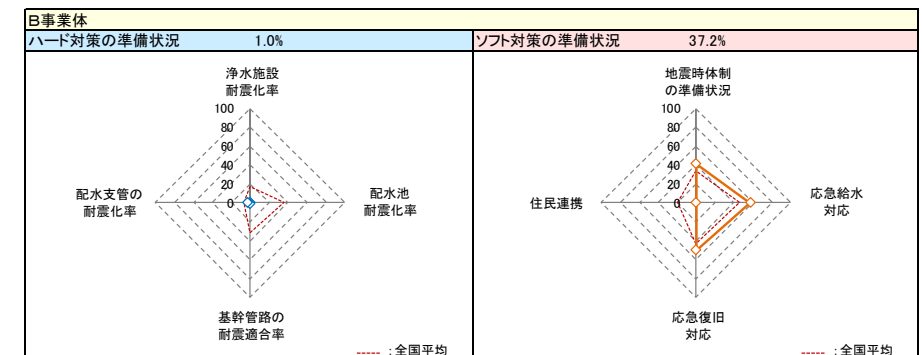 B事業体
ハード対策の準備状況 1.0%
ソフト対策の準備状況 37.2%
浄水施設
耐震化率
100
80
60
40
20
0
配水支管の
耐震化率
配水池
耐震化率
基幹管路の
耐震適合率
----- :全国平均
地震時体制
の準備状況
100
80
60
40
20
0
住民連携
応急給水
対応
応急復旧
対応
----- :全国平均